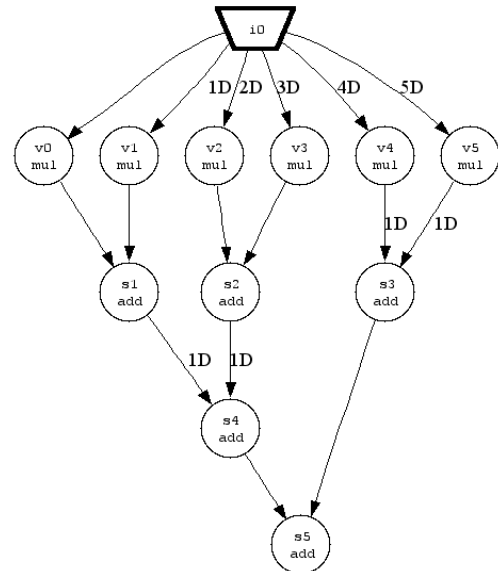 i0
1D 2D 3D 4D 5D
v0 v1 v2 v3 v4 v5
mul mul mul mul mul mul
1D 1D
s1 s2 s3
add add add
1D 1D
s4
add
s5
add